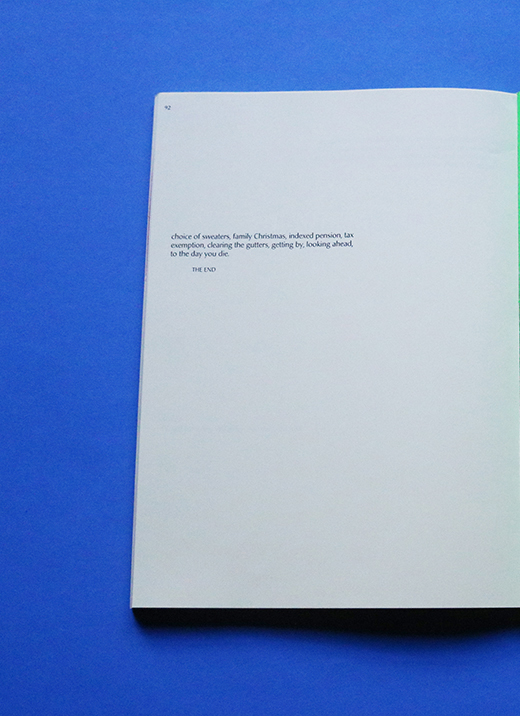 92
choice of sweaters, family Christmas, indexed pension, tax
exemption, clearing the gutters, getting by, looking ahead,
to the day you die.
THE END